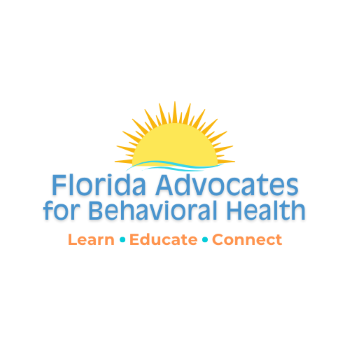 Florida Advocates
for Behavioral Health
Learn • Educate • Connect